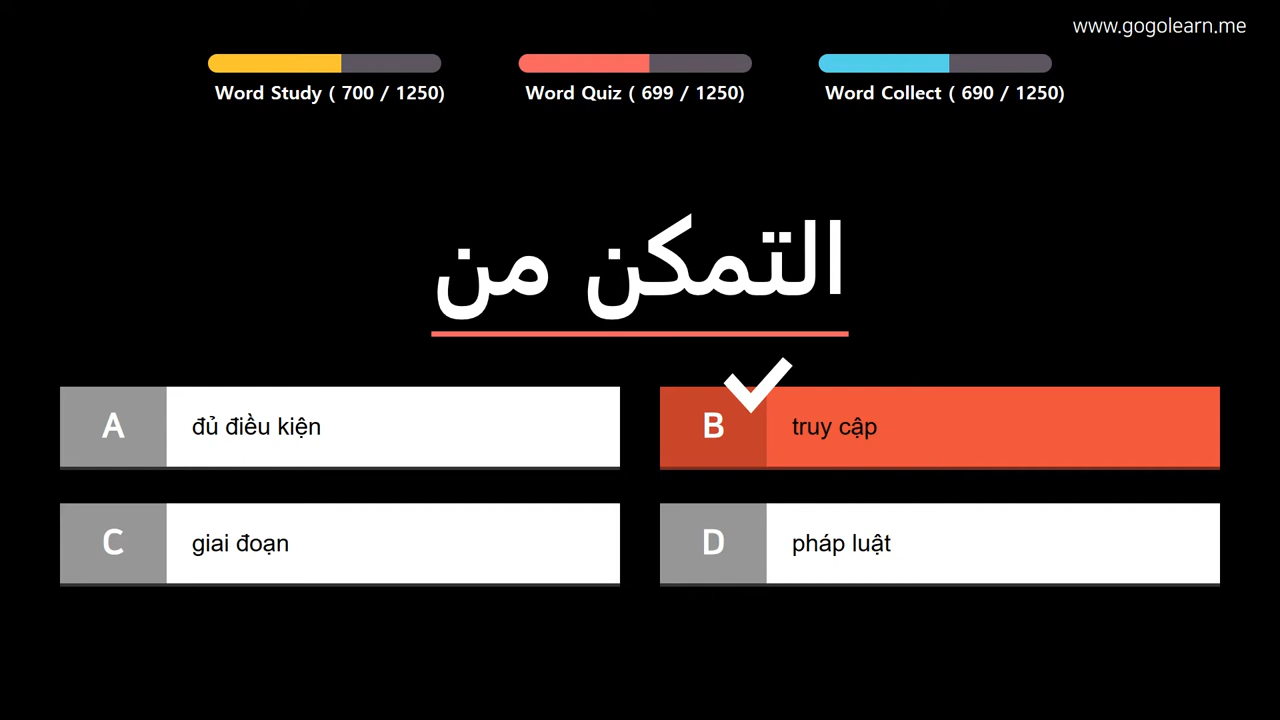 www.gogolearn.me
Word Study ( 700 / 1250)
Word Quiz ( 699 / 1250)
Word Collect ( 690 / 1250)
التمكن من
A
đủ điều kiện
B
truy cập
C
giai đoạn
D
pháp luật